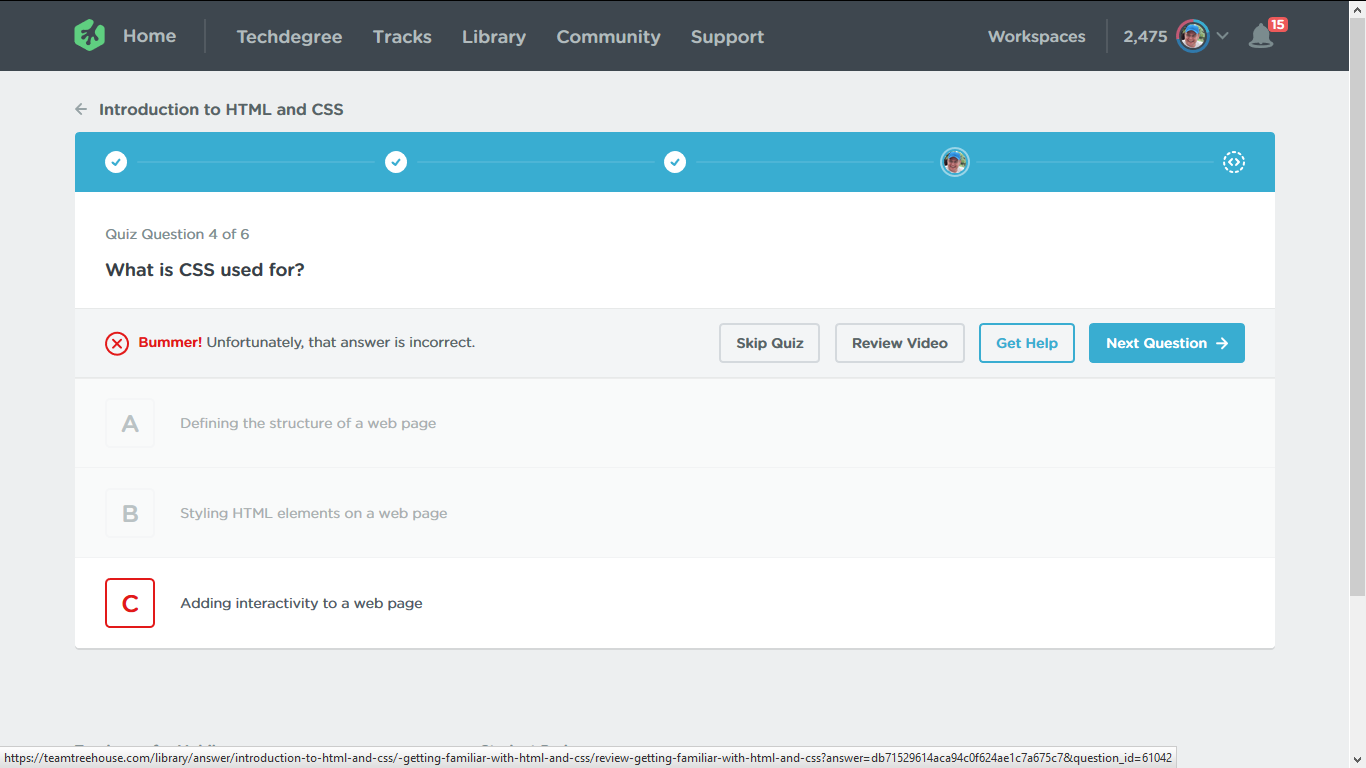 Home Techdegree Tracks Library Community Support Workspaces 2,475 15
Introduction to HTML and CSS
Quiz Question 4 of 6
What is CSS used for?
Bummer! Unfortunately, that answer is incorrect. Skip Quiz Review Video Get Help Next Question →
A Defining the structure of a web page
B Styling HTML elements on a web page
C Adding interactivity to a web page
https://teamtreehouse.com/library/answer/introduction-to-html-and-css/-getting-familiar-with-html-and-css/review-getting-familiar-with-html-and-css?answer=db71529614aca94c0f624ae1c7a675c7&question_id=61042